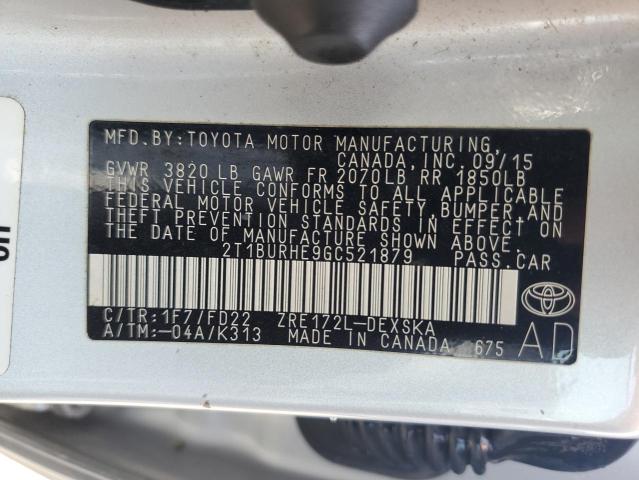 MFD. BY: TOYOTA MOTOR MANUFACTURING,
CANADA, INC. 09/15
GVWR 3820 LB GAWR FR 2070LB RR 1850LB
THIS VEHICLE CONFORMS TO ALL APPLICABLE
FEDERAL MOTOR VEHICLE SAFETY, BUMPER, AND
THEFT PREVENTION STANDARDS IN EFFECT ON
THE DATE OF MANUFACTURE SHOWN ABOVE.
2T1BURHE9GC521879 PASS.CAR
C/TR:1F7/FD22 ZRE172L-DEXSKA
A/TM:-04A/K313 MADE IN CANADA 675
AD